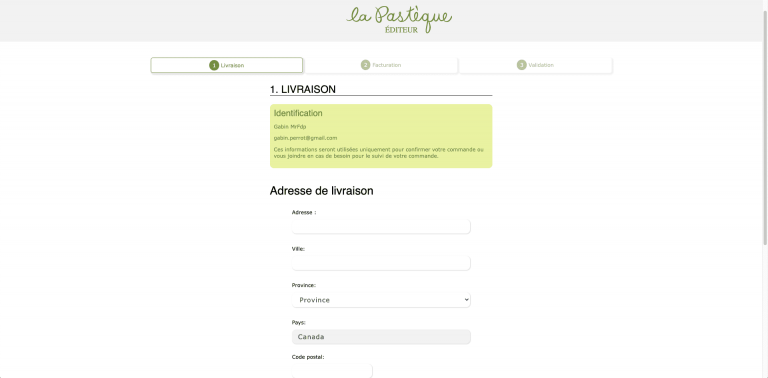 la Pastèque
ÉDITEUR
1 Livraison
2 Facturation
3 Validation
1. LIVRAISON
Identification
Gabin MrPdp
gabin.perrot@gmail.com
Ces informations seront utilisées uniquement pour confirmer votre commande ou
vous joindre en cas de besoin pour le suivi de votre commande.
Adresse de livraison
Adresse :
Ville:
Province:
Province
Pays:
Canada
Code postal: